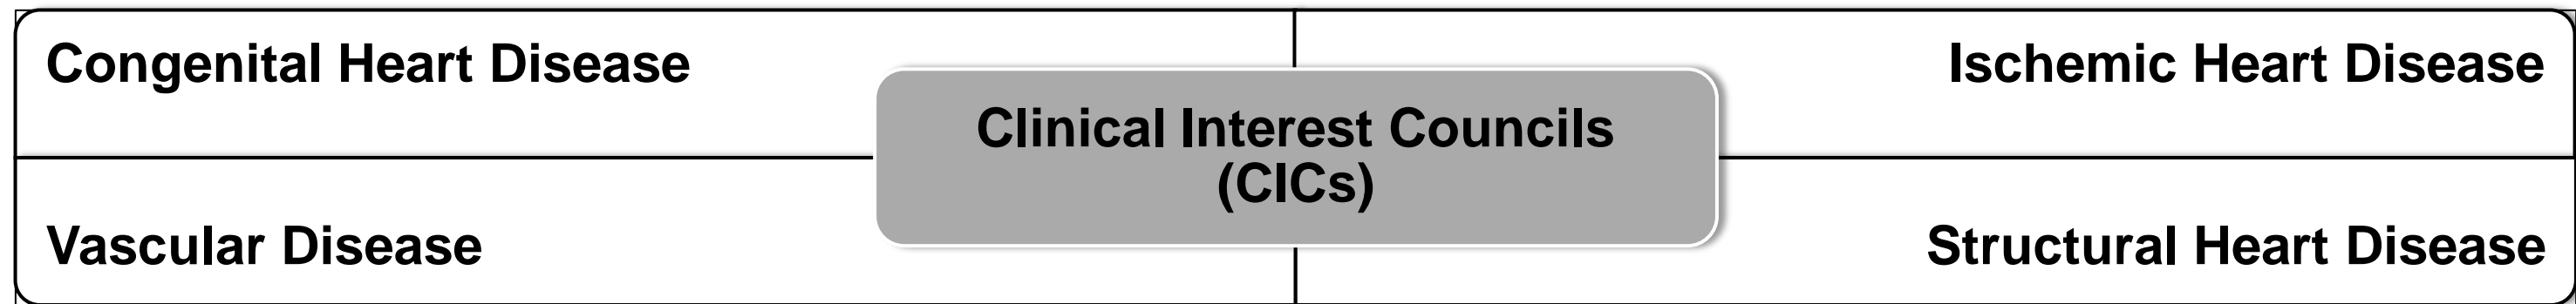 Congenital Heart Disease
Ischemic Heart Disease
Clinical Interest Councils
(CICs)
Vascular Disease
Structural Heart Disease